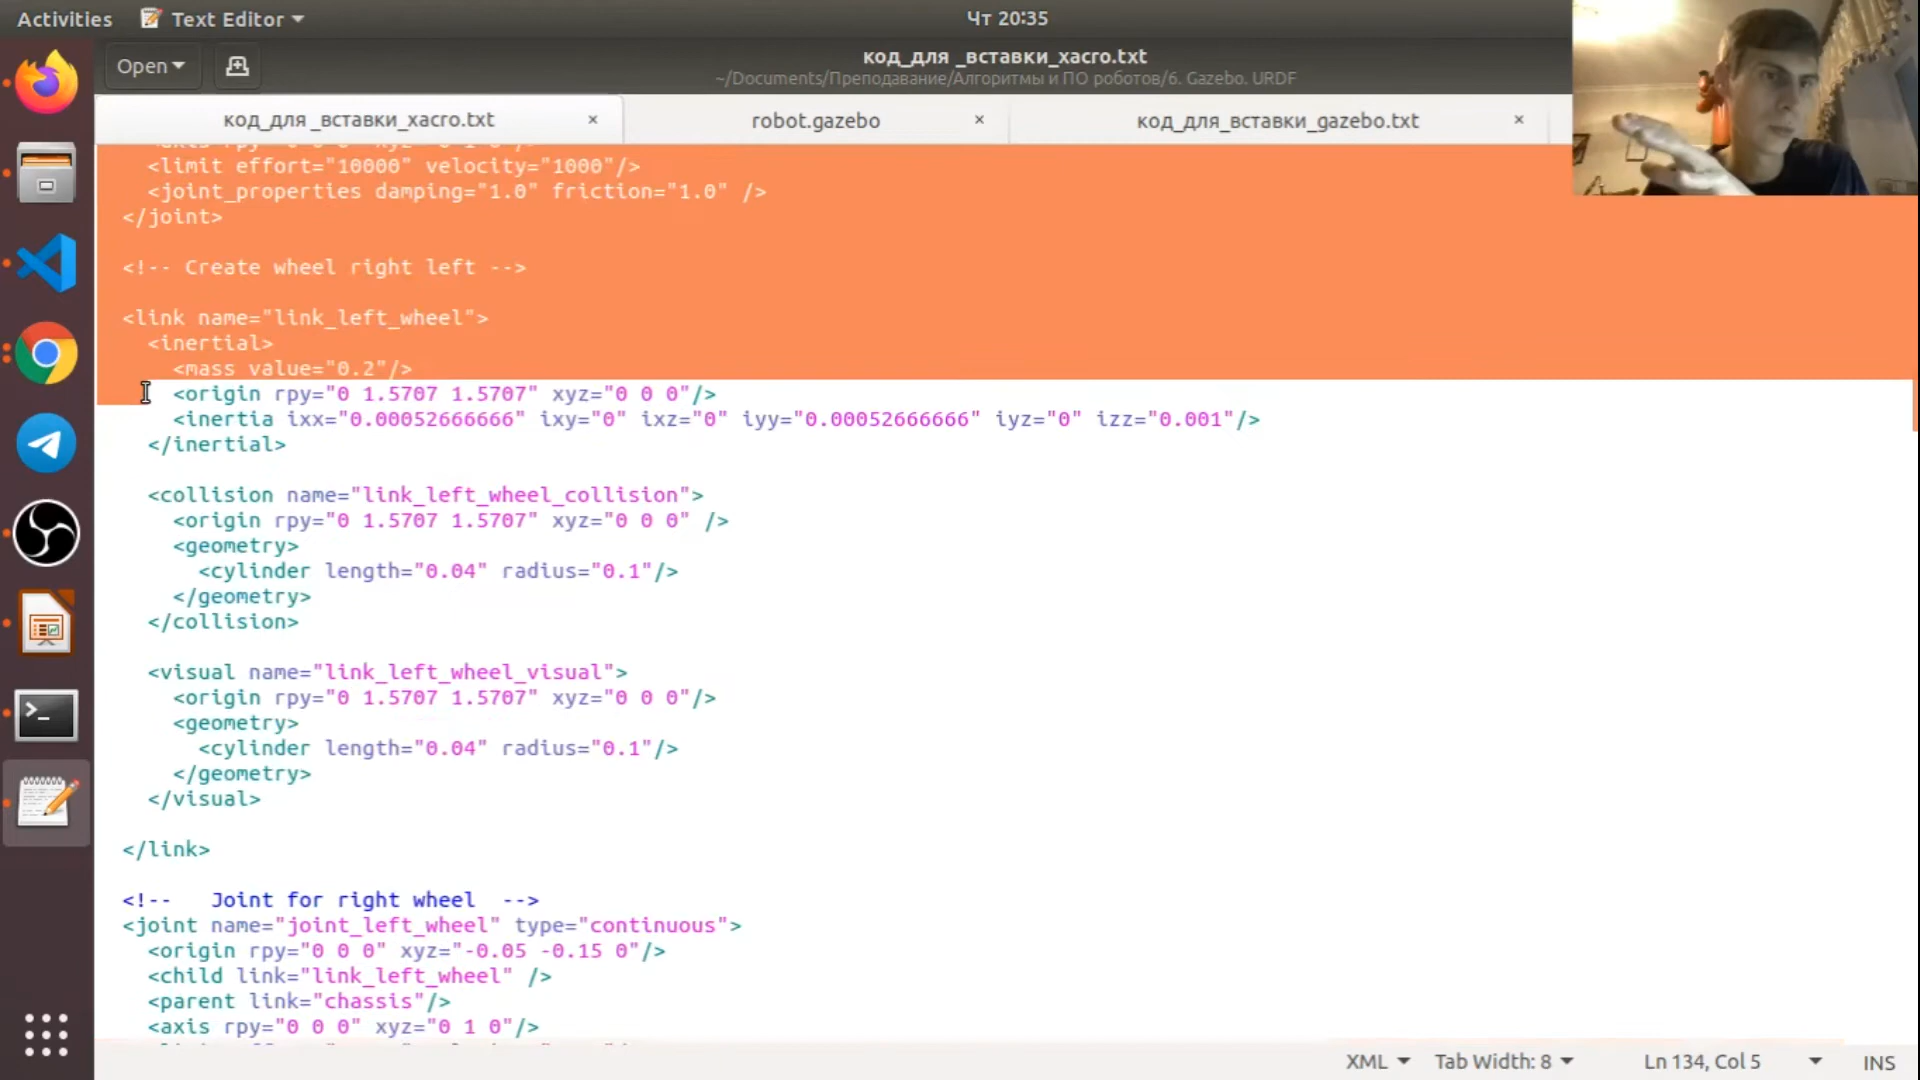 Activities
Text Editor
Чт 20:35
Open
код_для _вставки_xacro.txt
~/Documents/Преподавание/Алгоритмы и ПО роботов/6. Gazebo. URDF
код_для _вставки_xacro.txt
robot.gazebo
код_для_вставки_gazebo.txt
<limit effort="10000" velocity="1000"/>
<joint_properties damping="1.0" friction="1.0" />
</joint>
<!-- Create wheel right left -->
<link name="link_left_wheel">
<inertial>
<mass value="0.2"/>
<origin rpy="0 1.5707 1.5707" xyz="0 0 0"/>
<inertia ixx="0.00052666666" ixy="0" ixz="0" iyy="0.00052666666" iyz="0" izz="0.001"/>
</inertial>
<collision name="link_left_wheel_collision">
<origin rpy="0 1.5707 1.5707" xyz="0 0 0" />
<geometry>
<cylinder length="0.04" radius="0.1"/>
</geometry>
</collision>
<visual name="link_left_wheel_visual">
<origin rpy="0 1.5707 1.5707" xyz="0 0 0"/>
<geometry>
<cylinder length="0.04" radius="0.1"/>
</geometry>
</visual>
</link>
<!--   Joint for right wheel  -->
<joint name="joint_left_wheel" type="continuous">
<origin rpy="0 0 0" xyz="-0.05 -0.15 0"/>
<child link="link_left_wheel" />
<parent link="chassis"/>
<axis rpy="0 0 0" xyz="0 1 0"/>
XML
Tab Width: 8
Ln 134, Col 5
INS